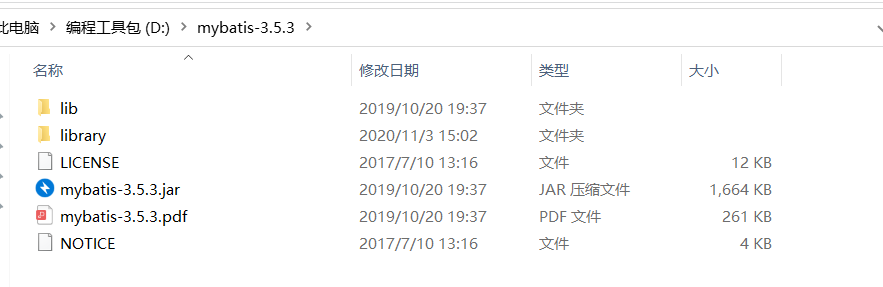 此电脑 > 编程工具包 (D:) > mybatis-3.5.3 >
名称 修改日期 类型 大小
lib 2019/10/20 19:37 文件夹
library 2020/11/3 15:02 文件夹
LICENSE 2017/7/10 13:16 文件 12 KB
mybatis-3.5.3.jar 2019/10/20 19:37 JAR 压缩文件 1,664 KB
mybatis-3.5.3.pdf 2019/10/20 19:37 PDF 文件 261 KB
NOTICE 2017/7/10 13:16 文件 4 KB